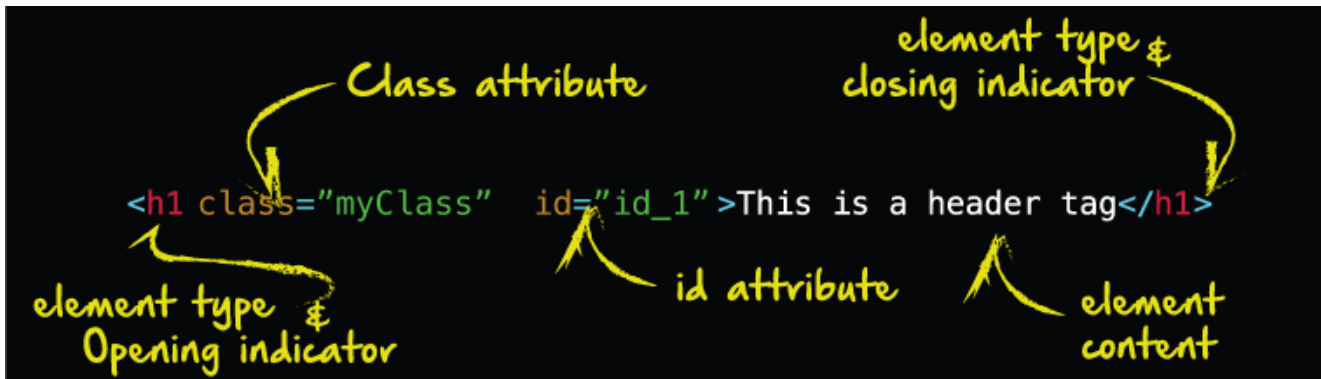 element type &
Class attribute
closing indicator
<h1 class=”myClass”  id=”id_1”>This is a header tag</h1>
id attribute
element type &
Opening indicator
element
content